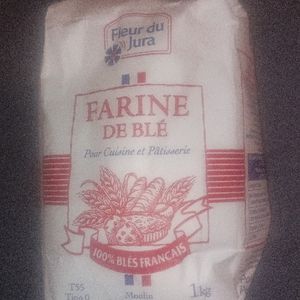 Fleur du
Jura
FARINE
DE BLÉ
Pour Cuisine et Pâtisserie
100% BLÉS FRANÇAIS
T55
Tipo 0
Moulin
1kg